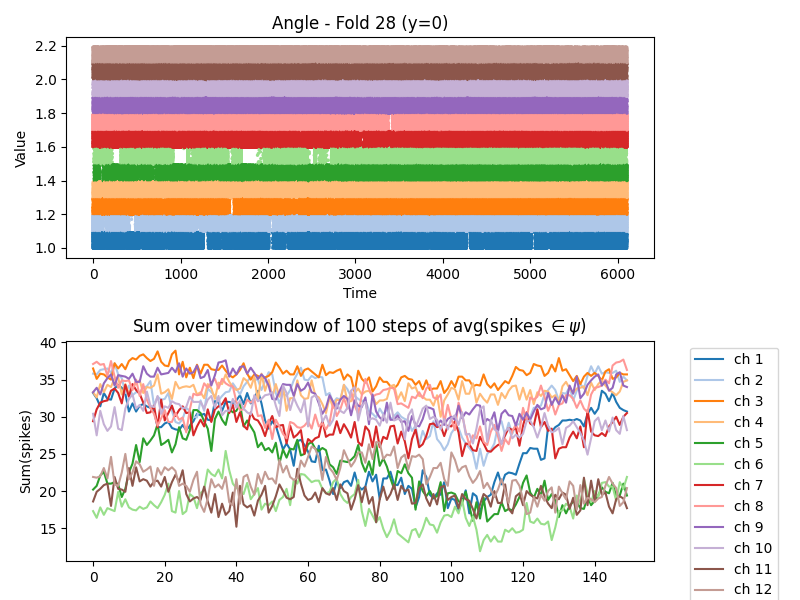 Angle - Fold 28 (y=0)
Value
2.2
2.0
1.8
1.6
1.4
1.2
1.0
0 1000 2000 3000 4000 5000 6000
Time
Sum over timewindow of 100 steps of avg(spikes ∈ ψ)
Sum(spikes)
40
35
30
25
20
15
0 20 40 60 80 100 120 140
ch 1
ch 2
ch 3
ch 4
ch 5
ch 6
ch 7
ch 8
ch 9
ch 10
ch 11
ch 12